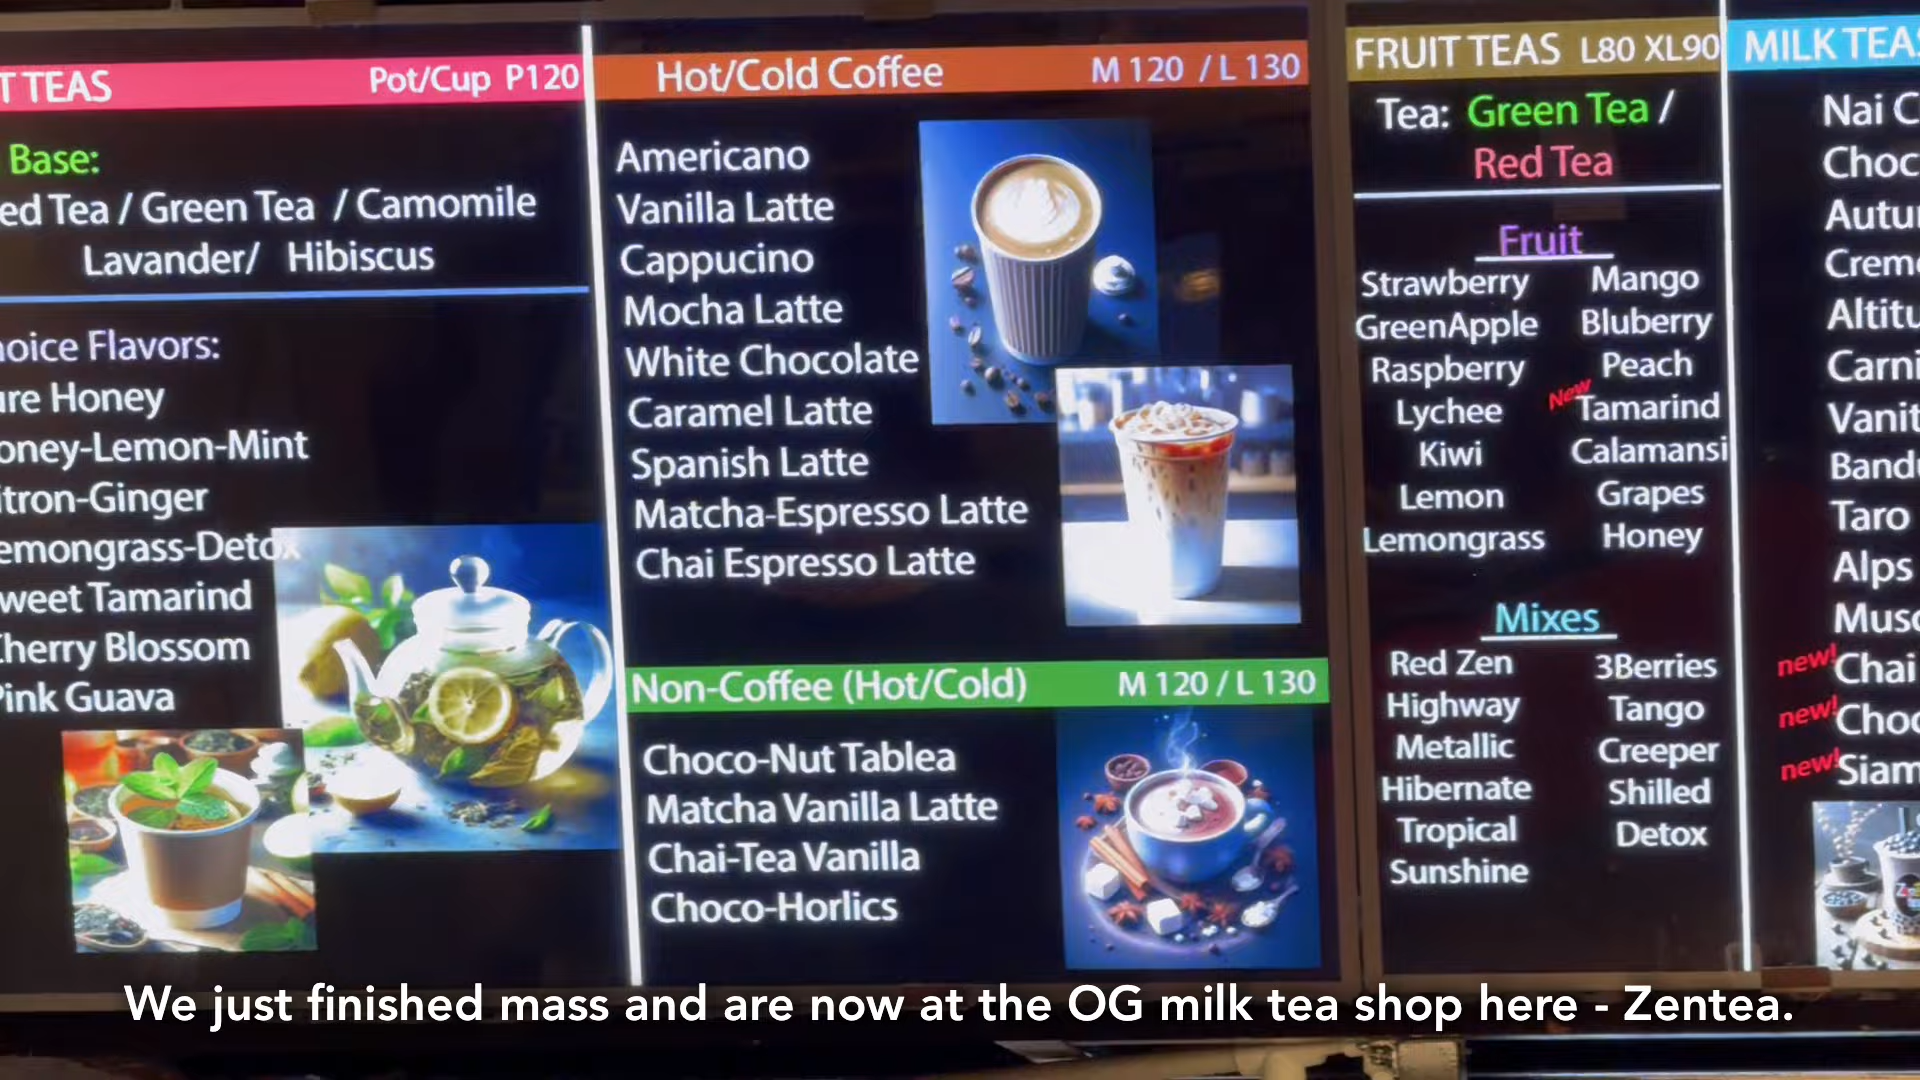 T TEAS Pot/Cup P120
Base:
ed Tea / Green Tea / Camomile
Lavander/ Hibiscus
oice Flavors:
re Honey
oney-Lemon-Mint
itron-Ginger
emongrass-Detox
weet Tamarind
Cherry Blossom
Pink Guava
Hot/Cold Coffee M 120 / L 130
Americano
Vanilla Latte
Cappucino
Mocha Latte
White Chocolate
Caramel Latte
Spanish Latte
Matcha-Espresso Latte
Chai Espresso Latte
Non-Coffee (Hot/Cold) M 120 / L 130
Choco-Nut Tablea
Matcha Vanilla Latte
Chai-Tea Vanilla
Choco-Horlics
FRUIT TEAS L80 XL90
Tea: Green Tea /
Red Tea
Fruit
Strawberry Mango
GreenApple Bluberry
Raspberry Peach
Lychee New Tamarind
Kiwi Calamansi
Lemon Grapes
Lemongrass Honey
Mixes
Red Zen 3Berries
Highway Tango
Metallic Creeper
Hibernate Shilled
Tropical Detox
Sunshine
MILK TEAS
Nai C
Choc
Autu
Creme
Altitu
Carni
Vanit
Band
Taro
Alps
Musc
new! Chai
new! Choc
new! Siam
We just finished mass and are now at the OG milk tea shop here - Zentea.